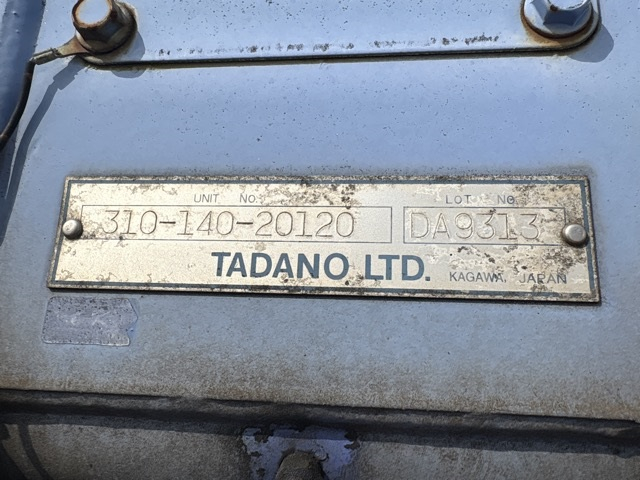 UNIT NO. LOT NO.
310-140-20120 DA9313
TADANO LTD. KAGAWA, JAPAN